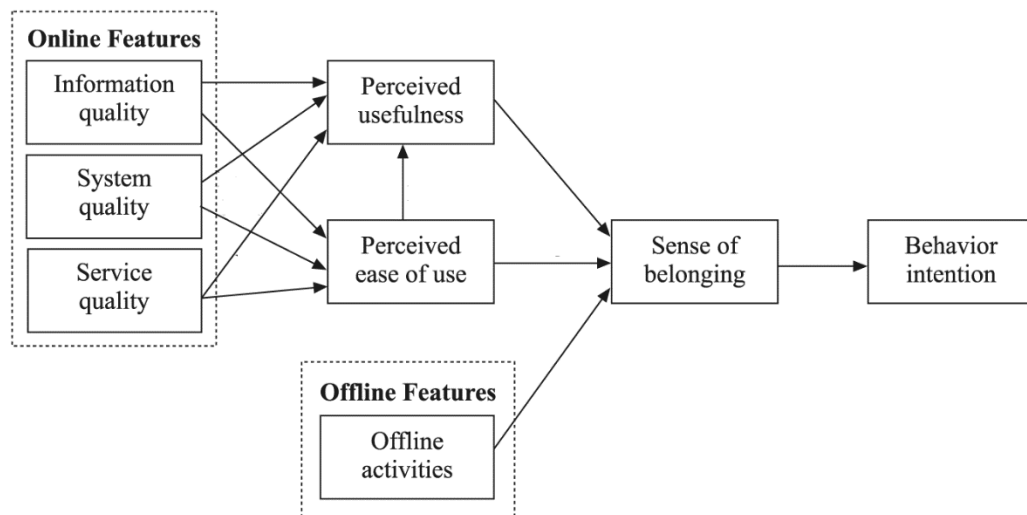 Online Features
Information
quality
System
quality
Service
quality
Perceived
usefulness
Perceived
ease of use
Offline Features
Offline
activities
Sense of
belonging
Behavior
intention